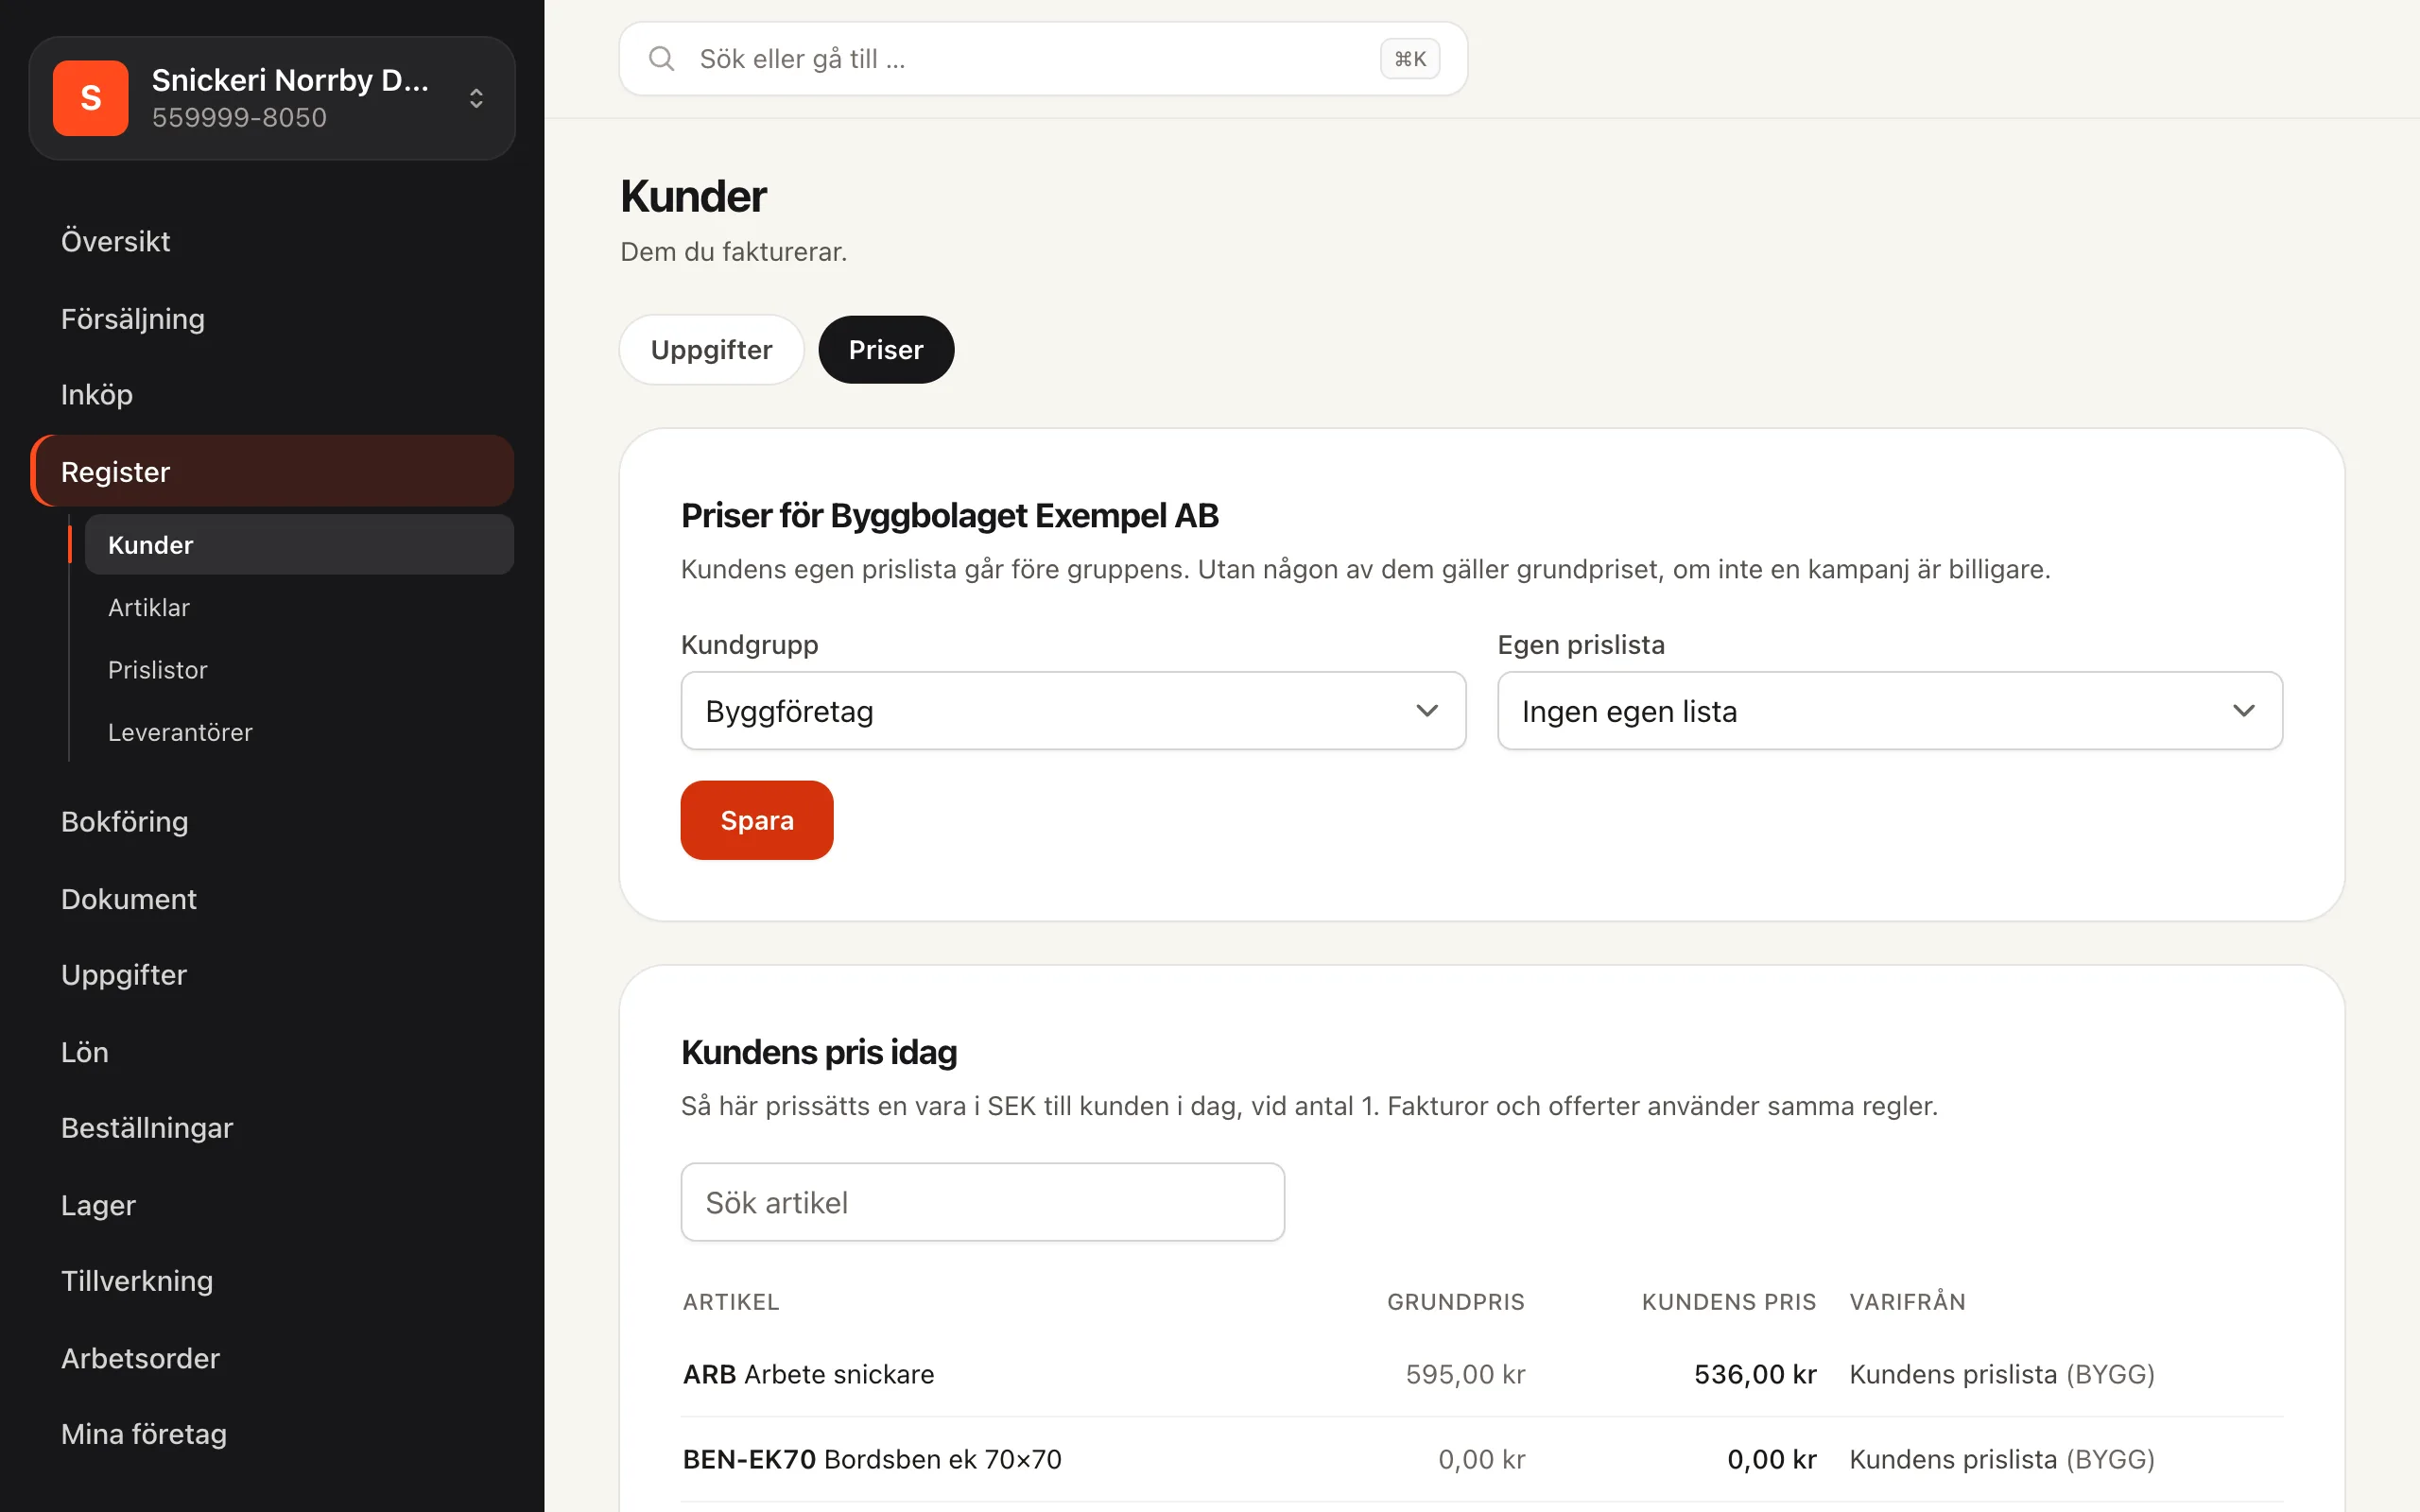 S
Snickeri Norrby D...
559999-8050
Översikt
Försäljning
Inköp
Register
Kunder
Artiklar
Prislistor
Leverantörer
Bokföring
Dokument
Uppgifter
Lön
Beställningar
Lager
Tillverkning
Arbetsorder
Mina företag
Sök eller gå till ...
⌘K
Kunder
Dem du fakturerar.
Uppgifter
Priser
Priser för Byggbolaget Exempel AB
Kundens egen prislista går före gruppens. Utan någon av dem gäller grundpriset, om inte en kampanj är billigare.
Kundgrupp
Egen prislista
Byggföretag
Ingen egen lista
Spara
Kundens pris idag
Så här prissätts en vara i SEK till kunden i dag, vid antal 1. Fakturor och offerter använder samma regler.
Sök artikel
ARTIKEL GRUNDPRIS KUNDENS PRIS VARIFRÅN
ARB Arbete snickare 595,00 kr 536,00 kr Kundens prislista (BYGG)
BEN-EK70 Bordsben ek 70×70 0,00 kr 0,00 kr Kundens prislista (BYGG)